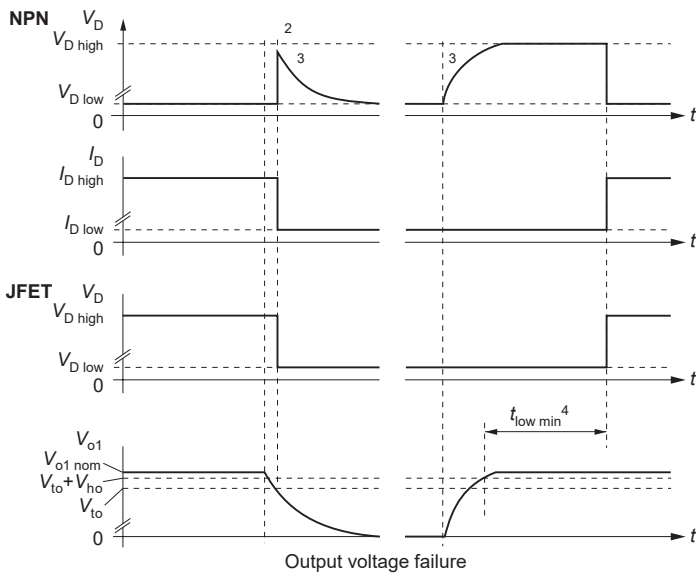 NPN V_D
2
V_D high
3
3
V_D low
0
t
I_D
I_D high
I_D low
0
t
JFET V_D
V_D high
V_D low
0
t
t_low min 4
V_o1
V_o1 nom
V_to + V_ho
V_to
0
t
Output voltage failure